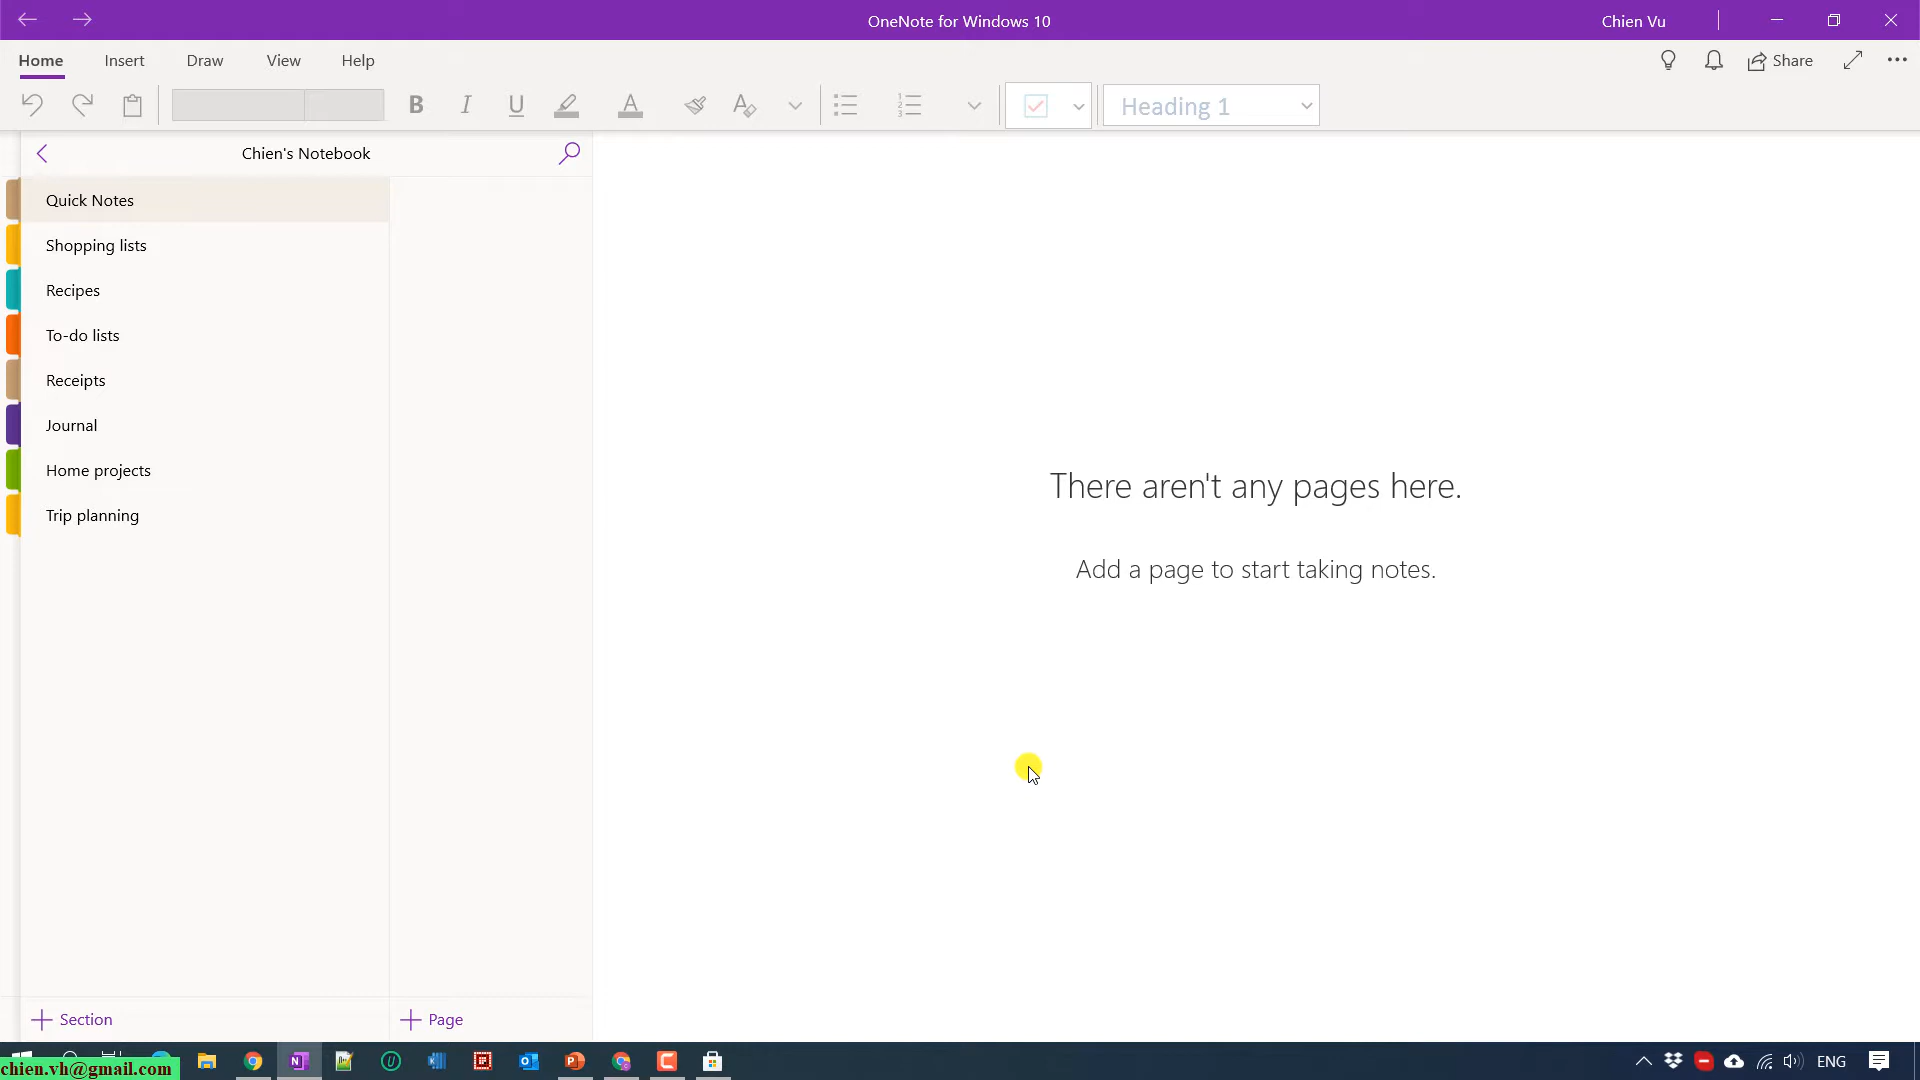 OneNote for Windows 10
Chien Vu
Home Insert Draw View Help
Share
B I U A
Heading 1
Chien's Notebook
Quick Notes
Shopping lists
Recipes
To-do lists
Receipts
Journal
Home projects
Trip planning
There aren't any pages here.
Add a page to start taking notes.
Section
Page
chien.vh@gmail.com
ENG